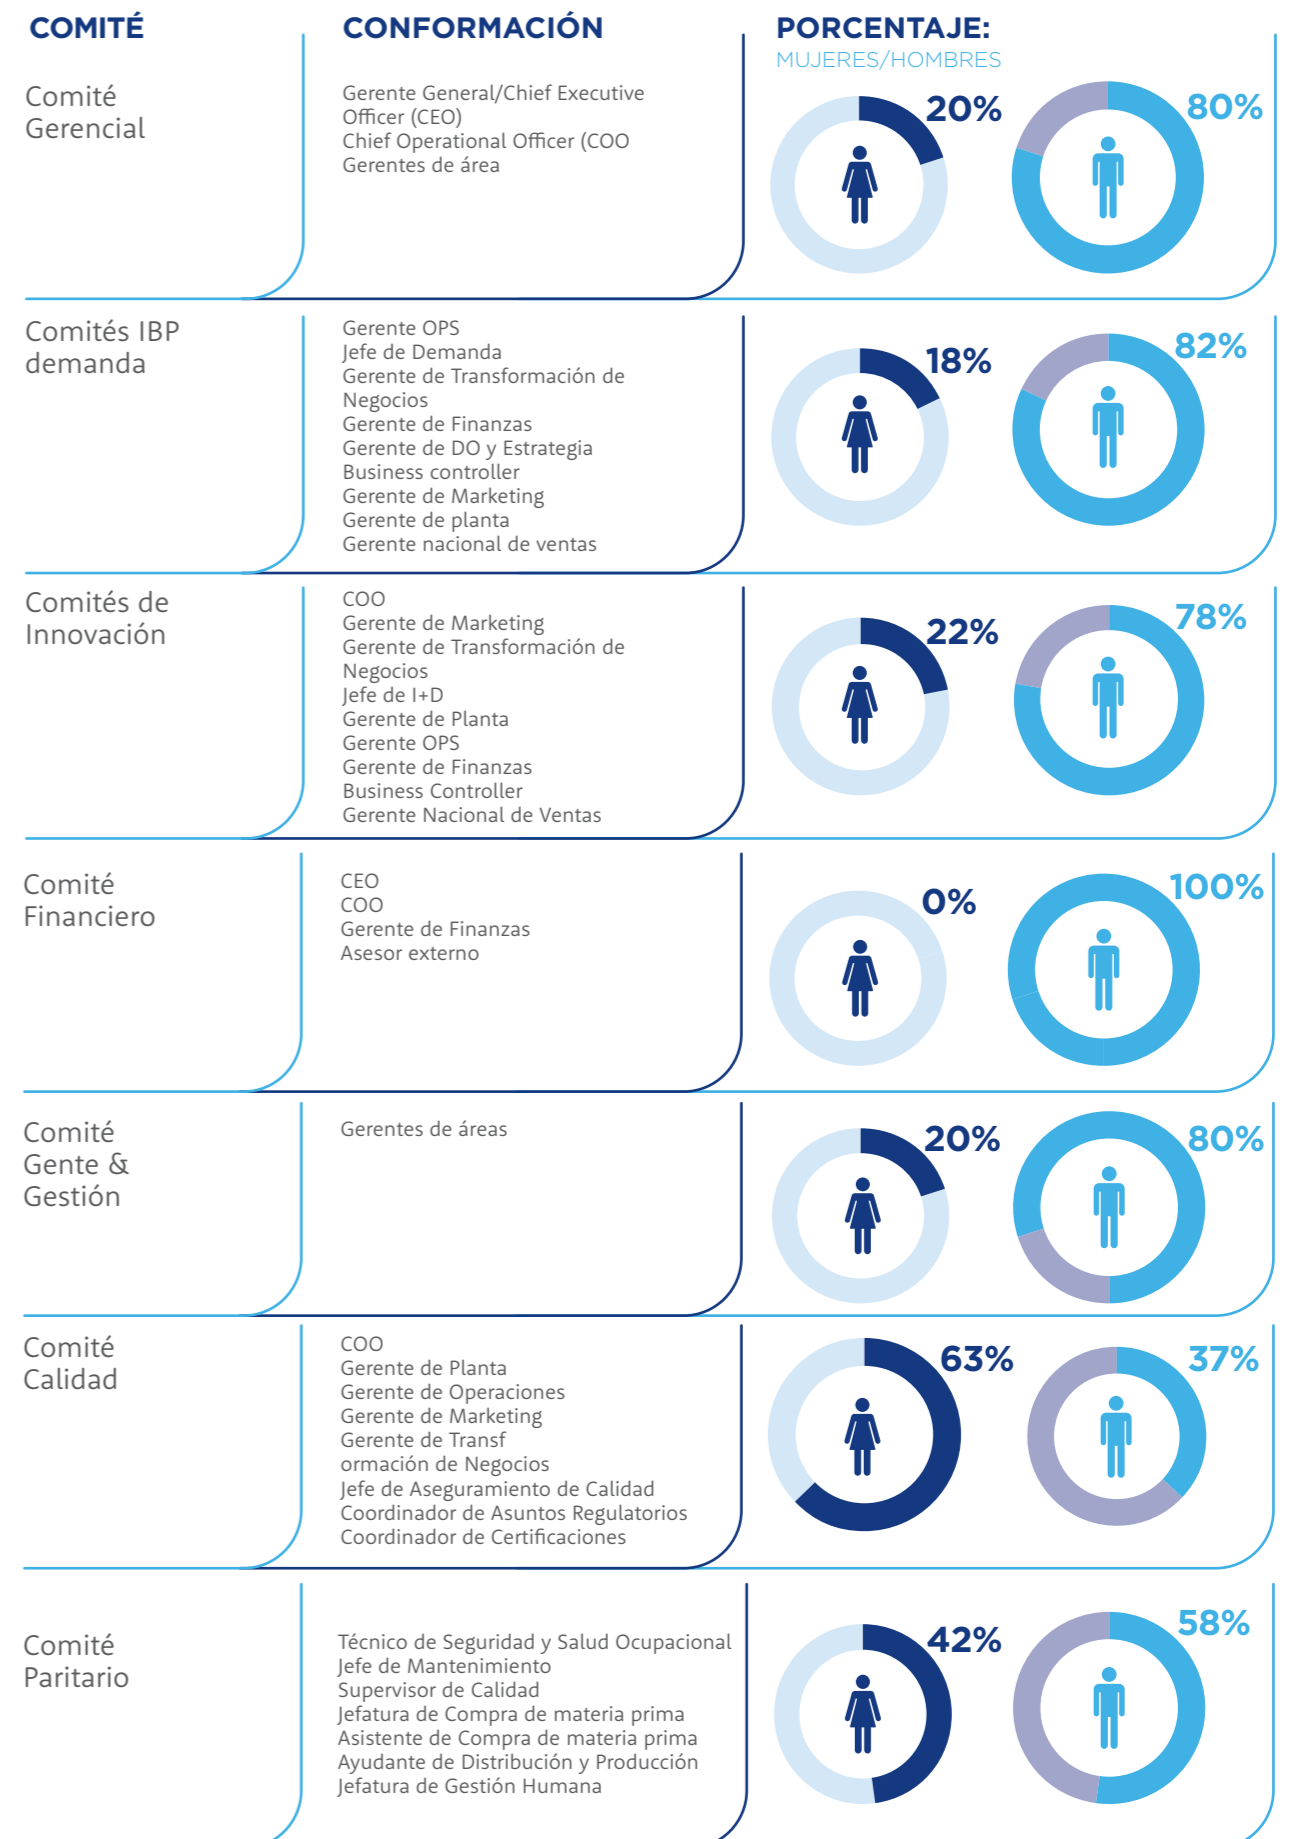 COMITÉ
CONFORMACIÓN
PORCENTAJE:
MUJERES/HOMBRES
Comité
Gerencial
Gerente General/Chief Executive
Officer (CEO)
Chief Operational Officer (COO
Gerentes de área
20%
80%
Comités IBP
demanda
Gerente OPS
Jefe de Demanda
Gerente de Transformación de
Negocios
Gerente de Finanzas
Gerente de DO y Estrategia
Business controller
Gerente de Marketing
Gerente de planta
Gerente nacional de ventas
18%
82%
Comités de
Innovación
COO
Gerente de Marketing
Gerente de Transformación de
Negocios
Jefe de I+D
Gerente de Planta
Gerente OPS
Gerente de Finanzas
Business Controller
Gerente Nacional de Ventas
22%
78%
Comité
Financiero
CEO
COO
Gerente de Finanzas
Asesor externo
0%
100%
Comité
Gente &
Gestión
Gerentes de áreas
20%
80%
Comité
Calidad
COO
Gerente de Planta
Gerente de Operaciones
Gerente de Marketing
Gerente de Transf
ormación de Negocios
Jefe de Aseguramiento de Calidad
Coordinador de Asuntos Regulatorios
Coordinador de Certificaciones
63%
37%
Comité
Paritario
Técnico de Seguridad y Salud Ocupacional
Jefe de Mantenimiento
Supervisor de Calidad
Jefatura de Compra de materia prima
Asistente de Compra de materia prima
Ayudante de Distribución y Producción
Jefatura de Gestión Humana
42%
58%